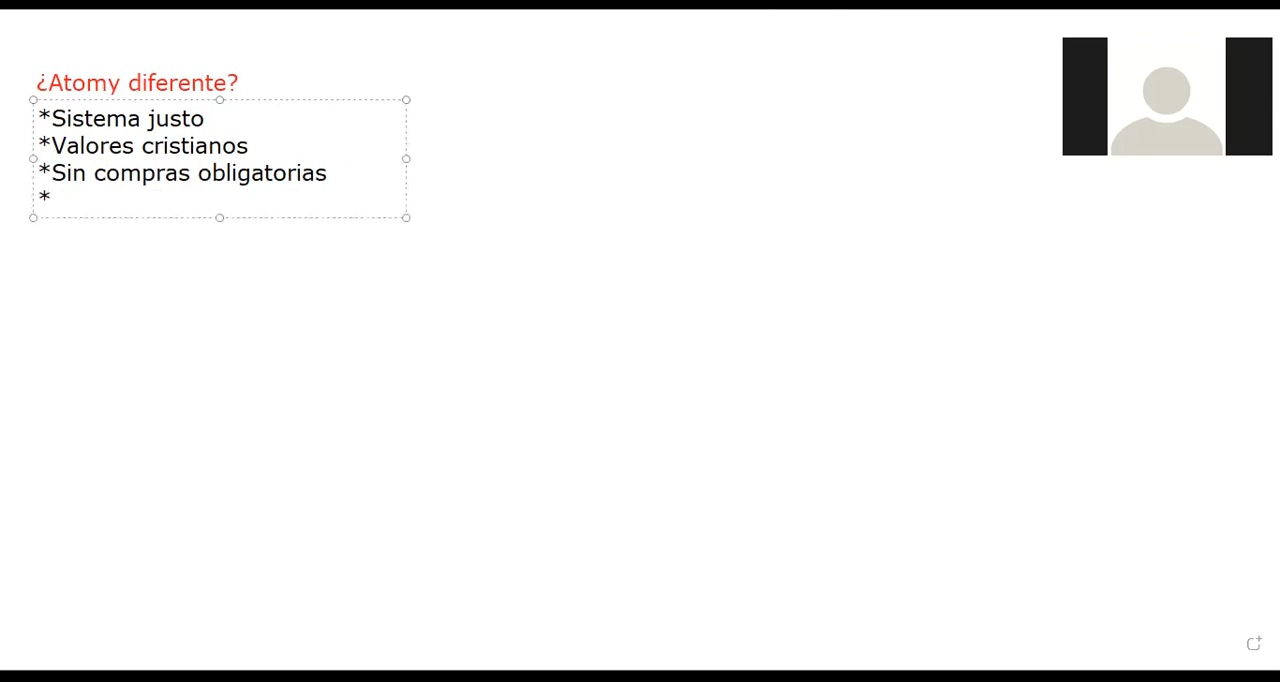 ¿Atomy diferente?
*Sistema justo
*Valores cristianos
*Sin compras obligatorias
*